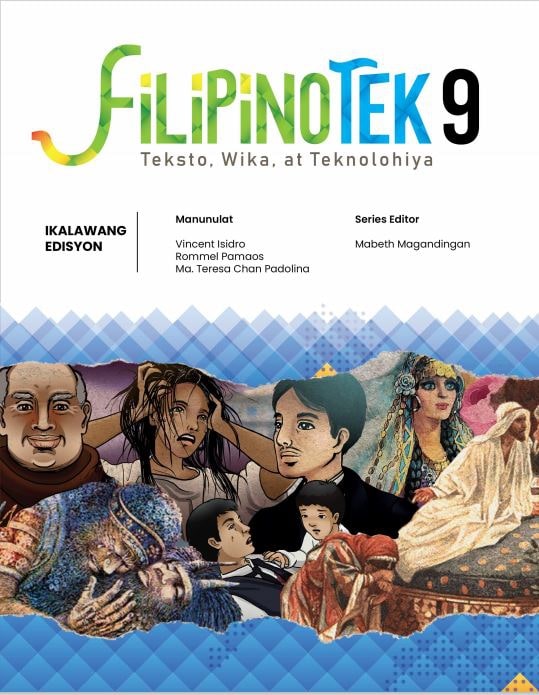 FILIPINOTEK 9
Teksto, Wika, at Teknolohiya
IKALAWANG
EDISYON
Manunulat
Vincent Isidro
Rommel Pamaos
Ma. Teresa Chan Padolina
Series Editor
Mabeth Magandingan